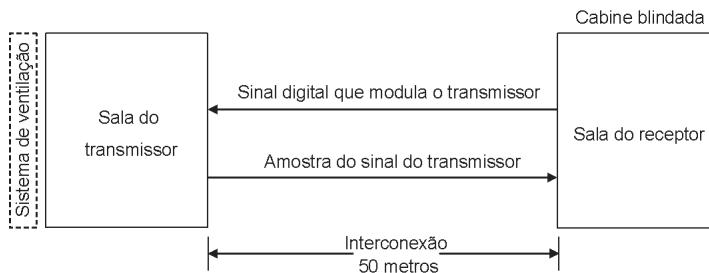 Cabine blindada
Sistema de ventilação
Sala do
transmissor
Sinal digital que modula o transmissor
Amostra do sinal do transmissor
Sala do receptor
Interconexão
50 metros